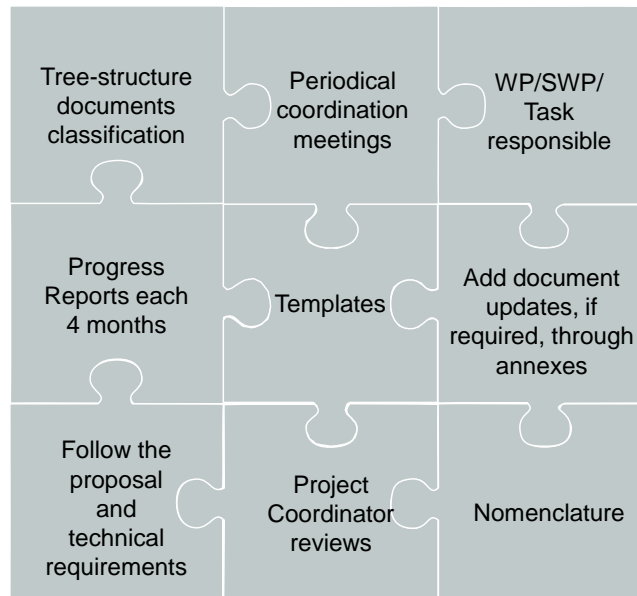 Tree-structure
documents
classification
Periodical
coordination
meetings
WP/SWP/
Task
responsible
Progress
Reports each
4 months
Templates
Add document
updates, if
required, through
annexes
Follow the
proposal
and
technical
requirements
Project
Coordinator
reviews
Nomenclature